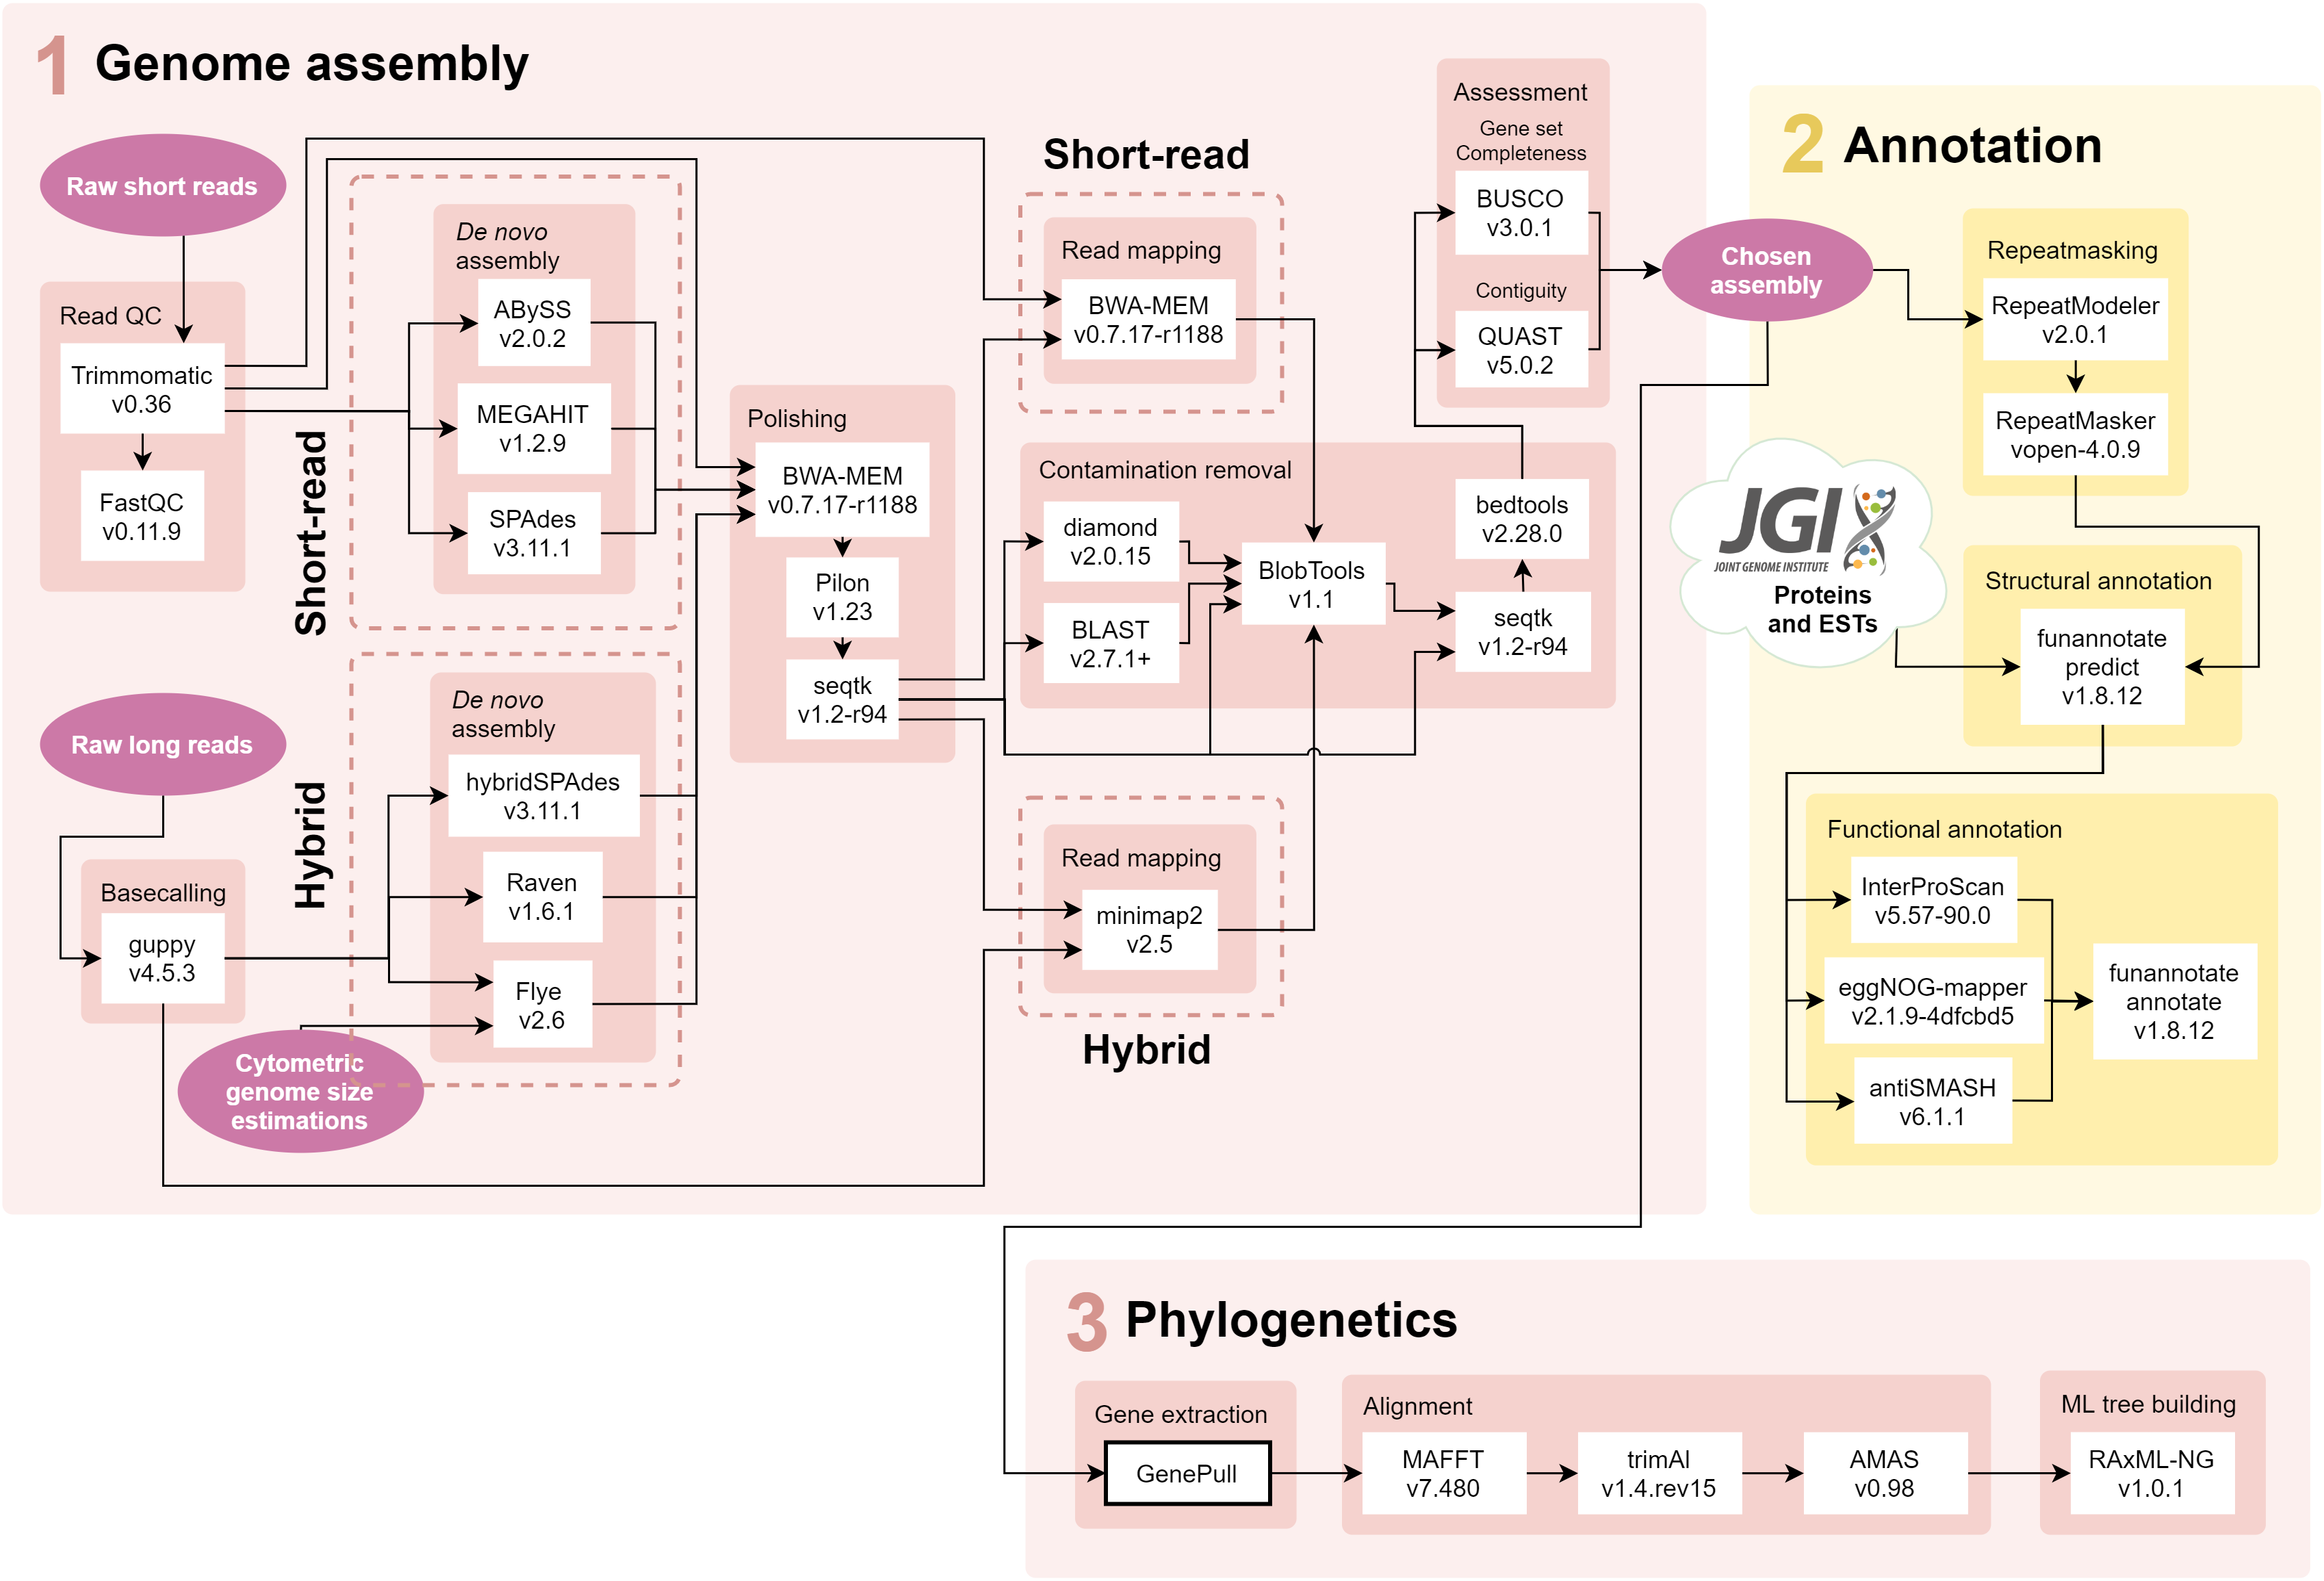 1 Genome assembly
Raw short reads
Read QC
Trimmomatic
v0.36
FastQC
v0.11.9
Short-read
De novo
assembly
ABySS
v2.0.2
MEGAHIT
v1.2.9
SPAdes
v3.11.1
Raw long reads
Basecalling
guppy
v4.5.3
Cytometric
genome size
estimations
Hybrid
De novo
assembly
hybridSPAdes
v3.11.1
Raven
v1.6.1
Flye
v2.6
Polishing
BWA-MEM
v0.7.17-r1188
Pilon
v1.23
seqtk
v1.2-r94
Short-read
Read mapping
BWA-MEM
v0.7.17-r1188
Contamination removal
diamond
v2.0.15
BLAST
v2.7.1+
BlobTools
v1.1
bedtools
v2.28.0
seqtk
v1.2-r94
Read mapping
minimap2
v2.5
Hybrid
Assessment
Gene set
Completeness
BUSCO
v3.0.1
Contiguity
QUAST
v5.0.2
Chosen
assembly
2 Annotation
Repeatmasking
RepeatModeler
v2.0.1
RepeatMasker
vopen-4.0.9
JGI
JOINT GENOME INSTITUTE
Proteins
and ESTs
Structural annotation
funannotate
predict
v1.8.12
Functional annotation
InterProScan
v5.57-90.0
eggNOG-mapper
v2.1.9-4dfcbd5
antiSMASH
v6.1.1
funannotate
annotate
v1.8.12
3 Phylogenetics
Gene extraction
GenePull
Alignment
MAFFT
v7.480
trimAl
v1.4.rev15
AMAS
v0.98
ML tree building
RAxML-NG
v1.0.1